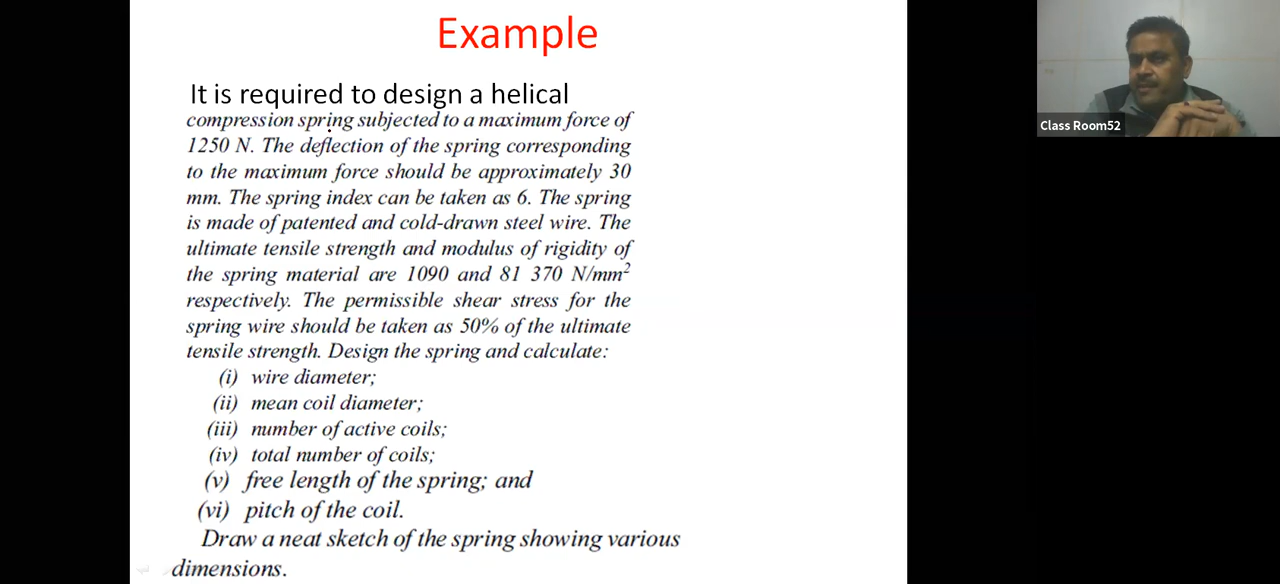 Example
It is required to design a helical
compression spring subjected to a maximum force of
1250 N. The deflection of the spring corresponding
to the maximum force should be approximately 30
mm. The spring index can be taken as 6. The spring
is made of patented and cold-drawn steel wire. The
ultimate tensile strength and modulus of rigidity of
the spring material are 1090 and 81 370 N/mm²
respectively. The permissible shear stress for the
spring wire should be taken as 50% of the ultimate
tensile strength. Design the spring and calculate:
(i) wire diameter;
(ii) mean coil diameter;
(iii) number of active coils;
(iv) total number of coils;
(v) free length of the spring; and
(vi) pitch of the coil.
Draw a neat sketch of the spring showing various
dimensions.
Class Room52